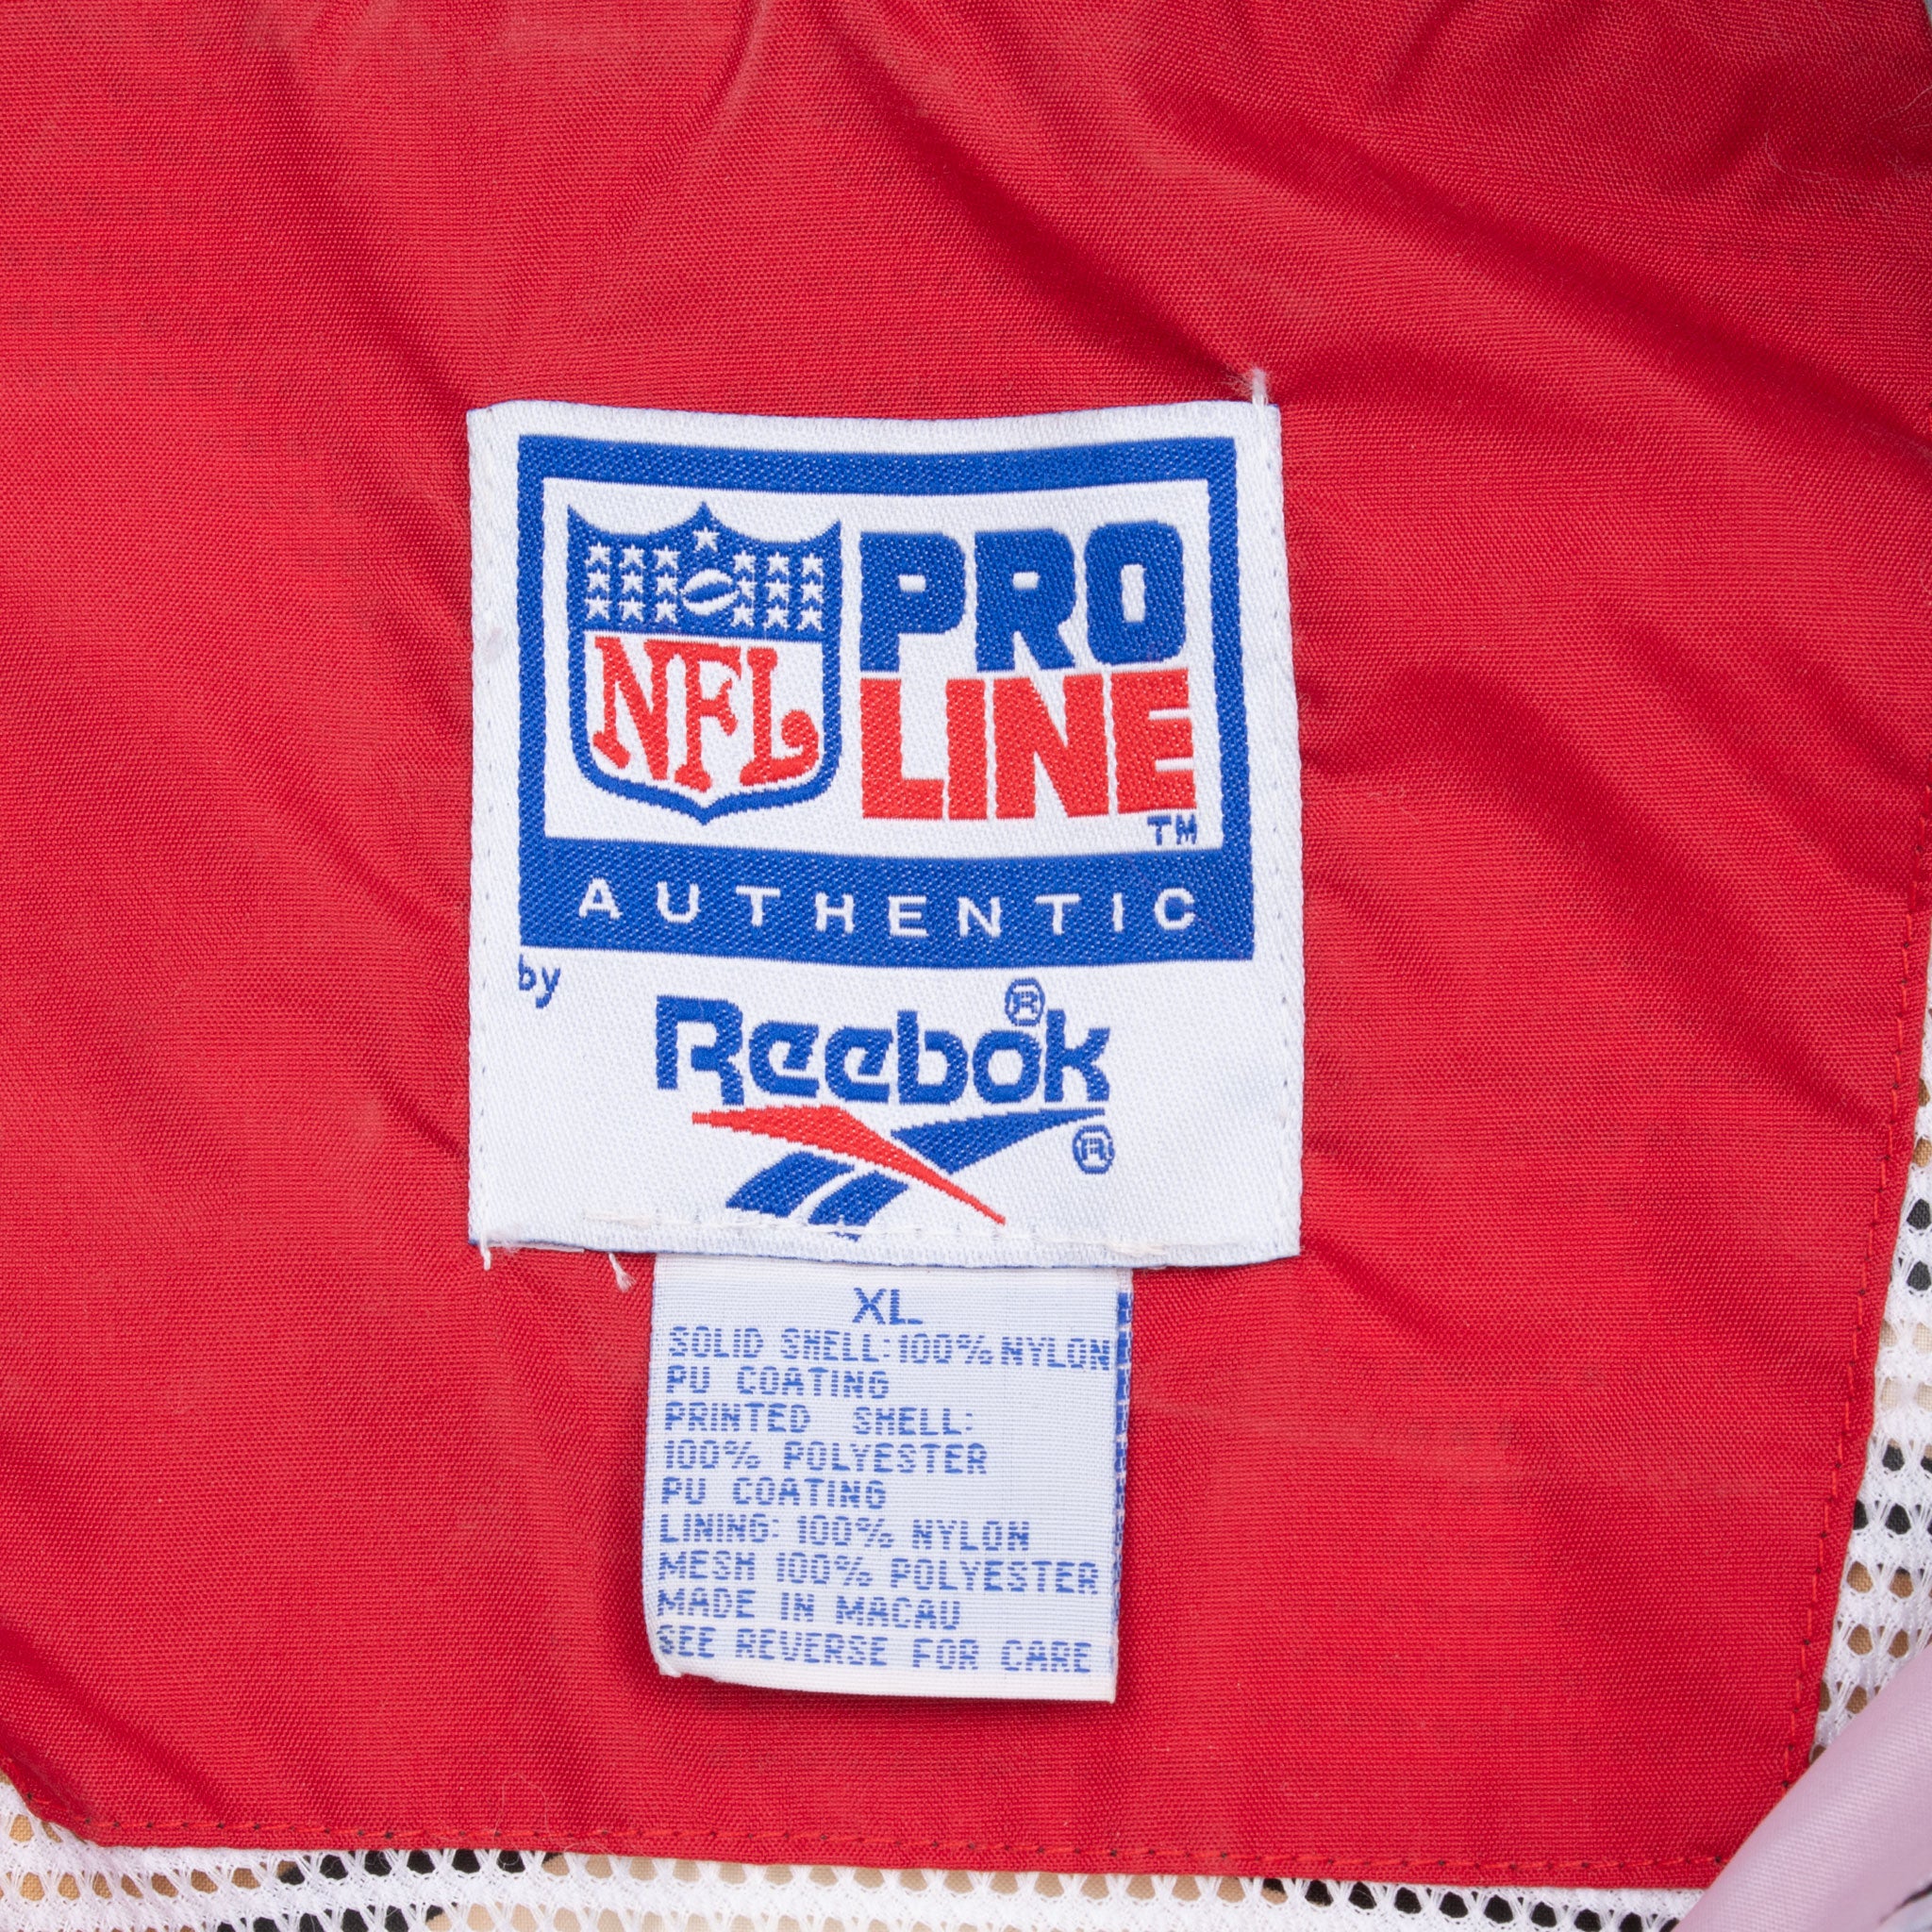 NFL
PRO
LINE
TM
AUTHENTIC
by
Reebok®
®
XL
SOLID SHELL: 100% NYLON
PU COATING
PRINTED SHELL:
100% POLYESTER
PU COATING
LINING: 100% NYLON
MESH 100% POLYESTER
MADE IN MACAU
SEE REVERSE FOR CARE